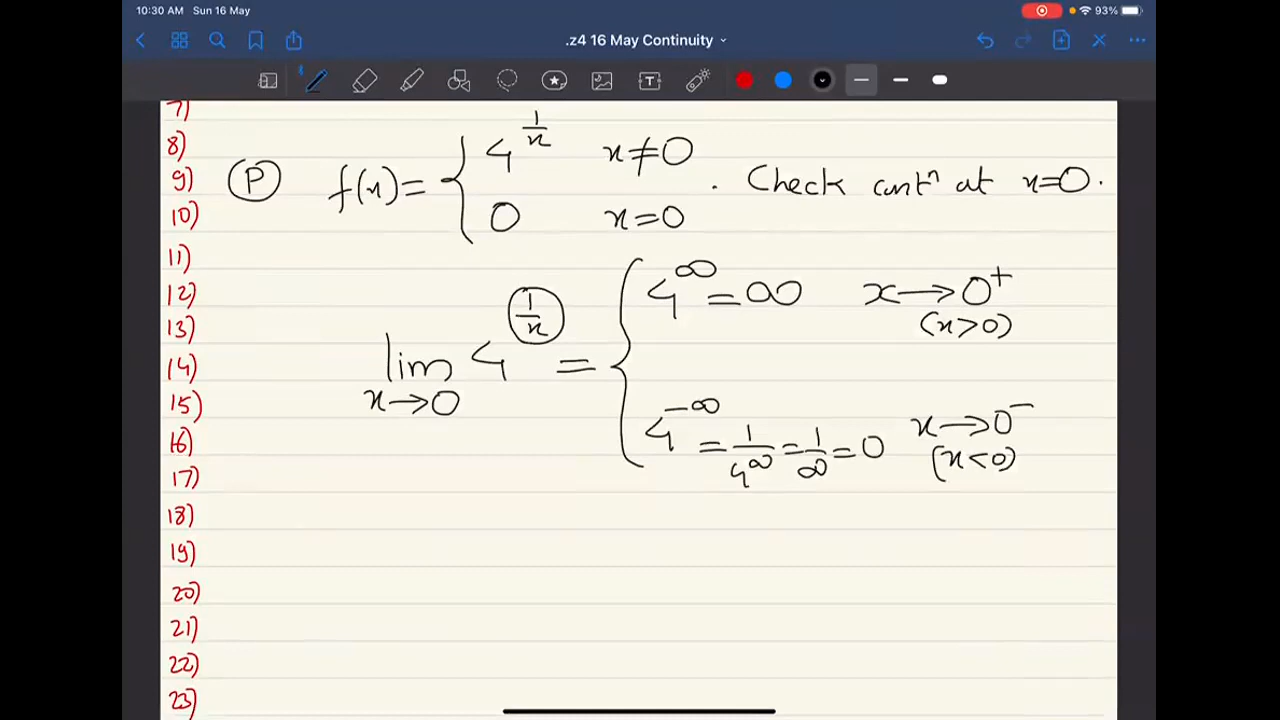 10:30 AM Sun 16 May 93%
.z4 16 May Continuity
7)
8)
9)
10)
11)
12)
13)
14)
15)
16)
17)
18)
19)
20)
21)
22)
23)
(P) f(x) = { 4^(1/x) x≠0
0 x=0
. Check contⁿ at x=0.
lim x→0 4^(1/x) = { 4^∞ = ∞ x→0⁺ (x>0)
4^(-∞) = 1/4^∞ = 1/∞ = 0 x→0⁻ (x<0)